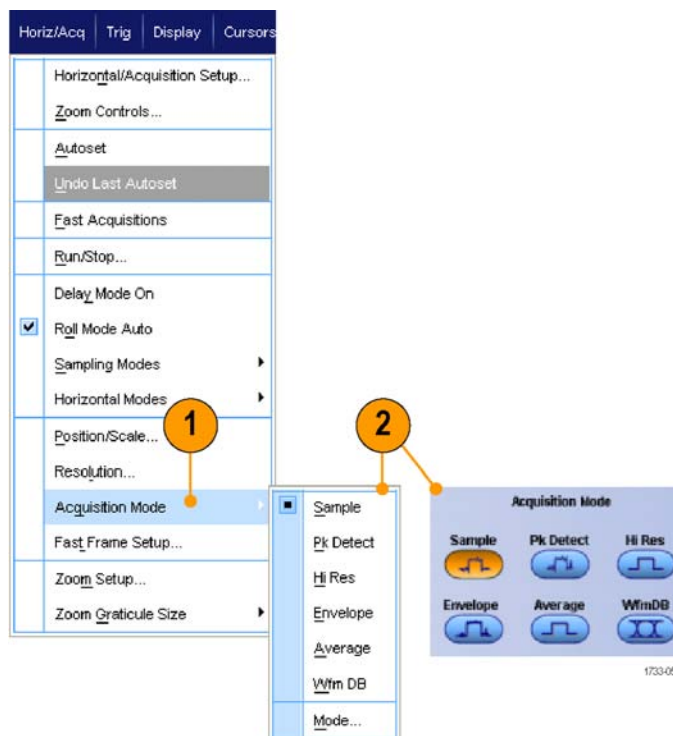 Horiz/Acq Trig Display Cursors
Horizontal/Acquisition Setup...
Zoom Controls...
Autoset
Undo Last Autoset
Fast Acquisitions
Run/Stop...
Delay Mode On
Roll Mode Auto
Sampling Modes
Horizontal Modes
1
2
Position/Scale...
Resolution...
Acquisition Mode
Fast Frame Setup...
Zoom Setup...
Zoom Graticule Size
Sample
Pk Detect
Hi Res
Envelope
Average
Wfm DB
Mode...
Acquisition Mode
Sample Pk Detect Hi Res
Envelope Average WfmDB